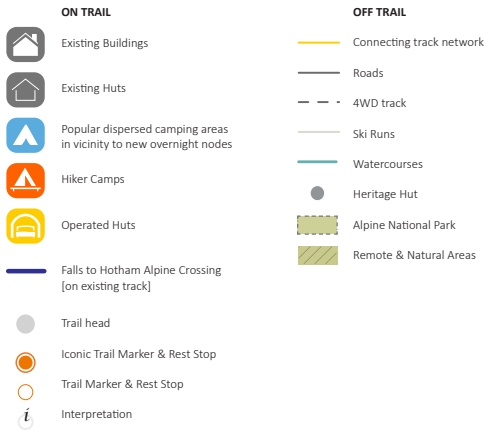 ON TRAIL
Existing Buildings
Existing Huts
Popular dispersed camping areas
in vicinity to new overnight nodes
Hiker Camps
Operated Huts
Falls to Hotham Alpine Crossing
[on existing track]
Trail head
Iconic Trail Marker & Rest Stop
Trail Marker & Rest Stop
i
Interpretation
OFF TRAIL
Connecting track network
Roads
4WD track
Ski Runs
Watercourses
Heritage Hut
Alpine National Park
Remote & Natural Areas